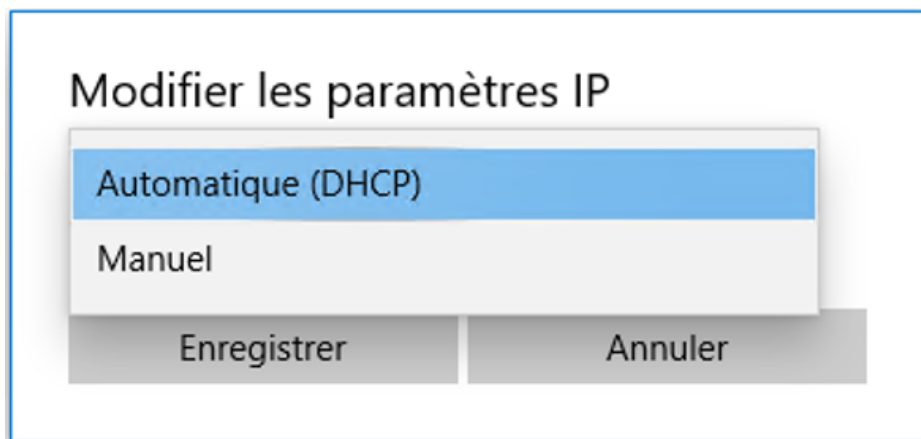 Modifier les paramètres IP
Automatique (DHCP)
Manuel
Enregistrer Annuler